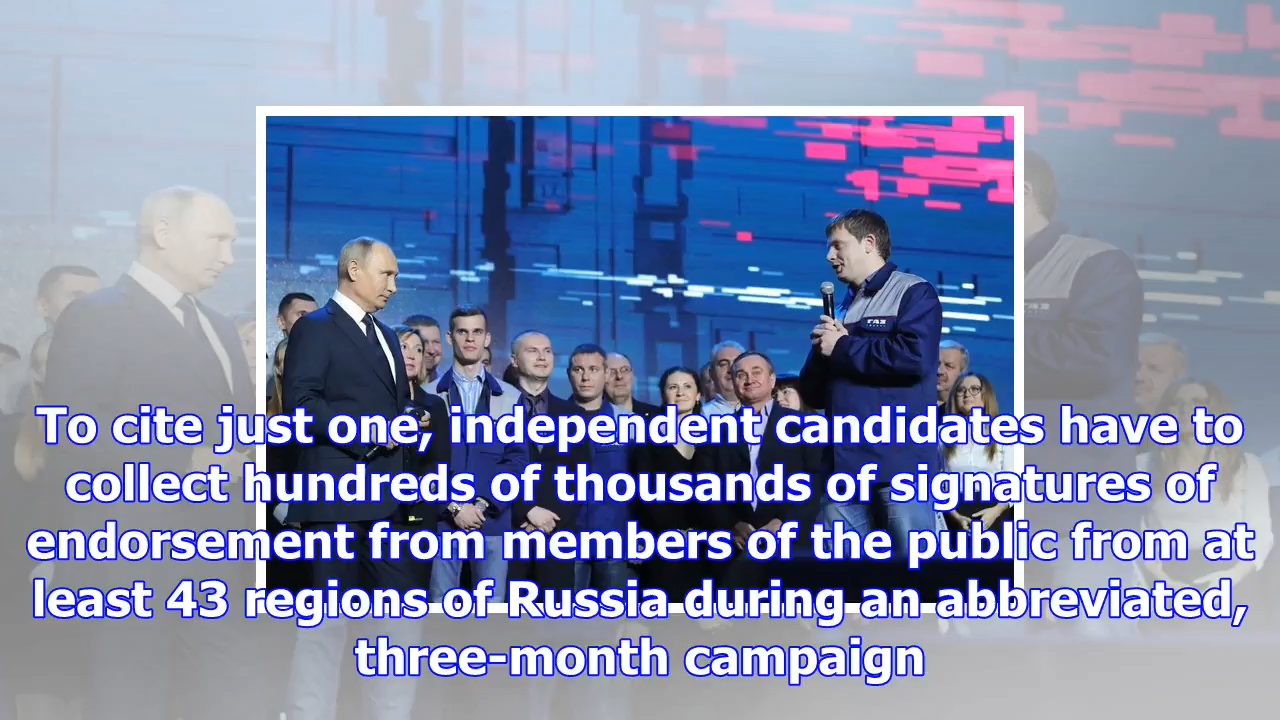 ГАЗ
To cite just one, independent candidates have to
collect hundreds of thousands of signatures of
endorsement from members of the public from at
least 43 regions of Russia during an abbreviated,
three-month campaign